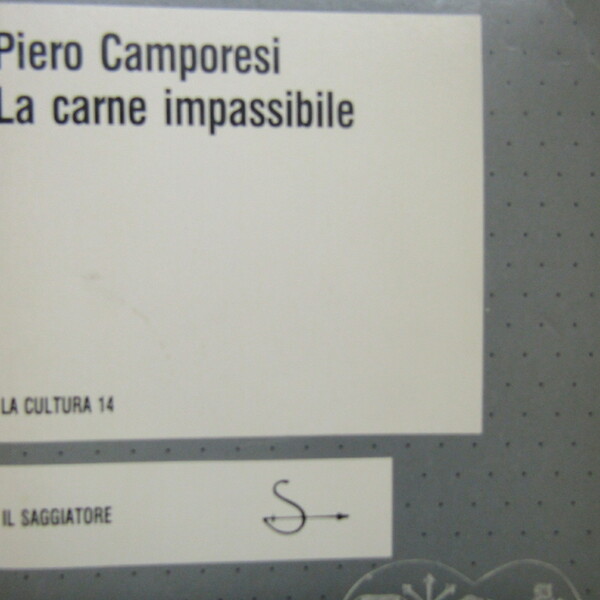 Piero Camporesi
La carne impassibile
LA CULTURA 14
IL SAGGIATORE